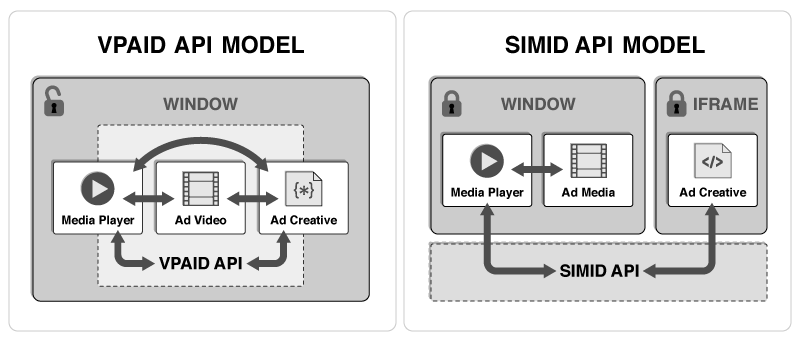 VPAID API MODEL
WINDOW
Media Player
Ad Video
{*}
Ad Creative
VPAID API
SIMID API MODEL
WINDOW
IFRAME
Media Player
Ad Media
</>
Ad Creative
SIMID API